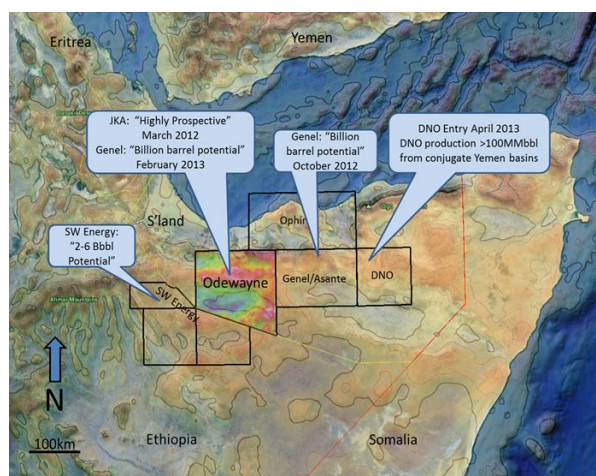 Eritrea
Yemen
JKA: “Highly Prospective”
March 2012
Genel: “Billion barrel potential”
February 2013
Genel: “Billion
barrel potential”
October 2012
DNO Entry April 2013
DNO production >100MMbbl
from conjugate Yemen basins
S’land
Ophir
SW Energy:
“2-6 Bbbl
Potential”
Odewayne
Genel/Asante
DNO
SW Energy
Ahmar Mountains
N
100km
Ethiopia
Somalia